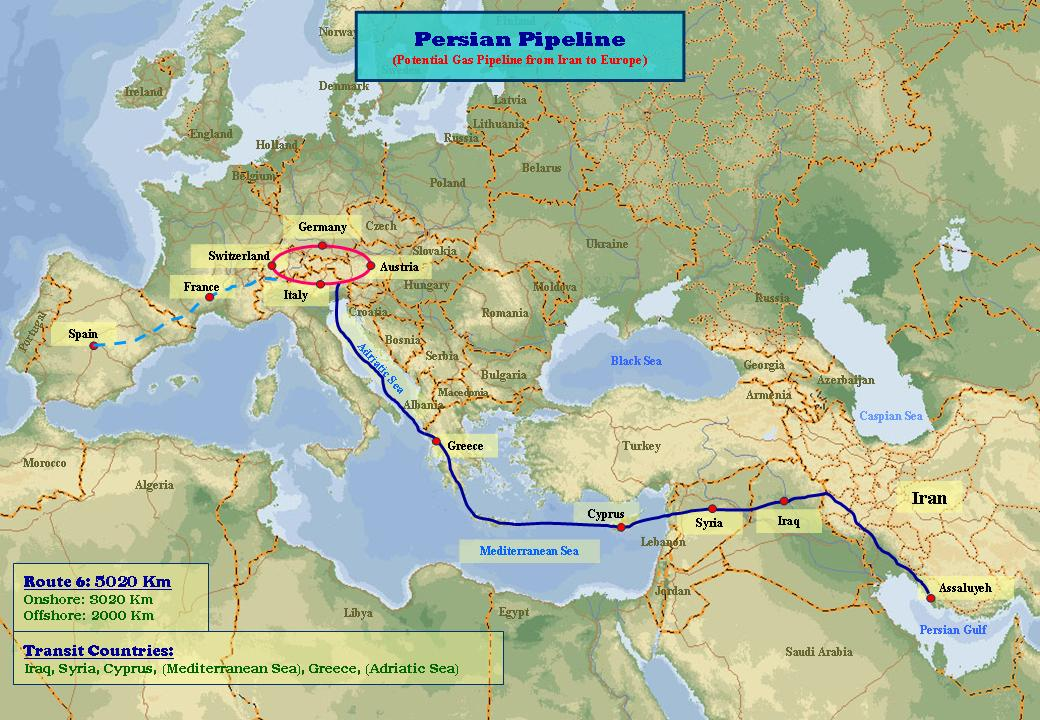 Persian Pipeline
(Potential Gas Pipeline from Iran to Europe)
Norway
Finland
Sweden
Denmark
Ireland
Latvia
Lithuania
England
Holland
Russia
Belgium
Poland
Belarus
Germany
Czech
Switzerland
Austria
Slovakia
Ukraine
France
Italy
Hungary
Moldova
Russia
Croatia
Romania
Portugal
Spain
Bosnia
Adriatic Sea
Serbia
Black Sea
Bulgaria
Georgia
Azerbaijan
Macedonia
Armenia
Albania
Caspian Sea
Greece
Turkey
Morocco
Algeria
Iran
Cyprus
Syria
Iraq
Mediterranean Sea
Lebanon
Jordan
Assaluyeh
Libya
Egypt
Persian Gulf
Saudi Arabia
Route 6: 5020 Km
Onshore: 3020 Km
Offshore: 2000 Km
Transit Countries:
Iraq, Syria, Cyprus, (Mediterranean Sea), Greece, (Adriatic Sea)